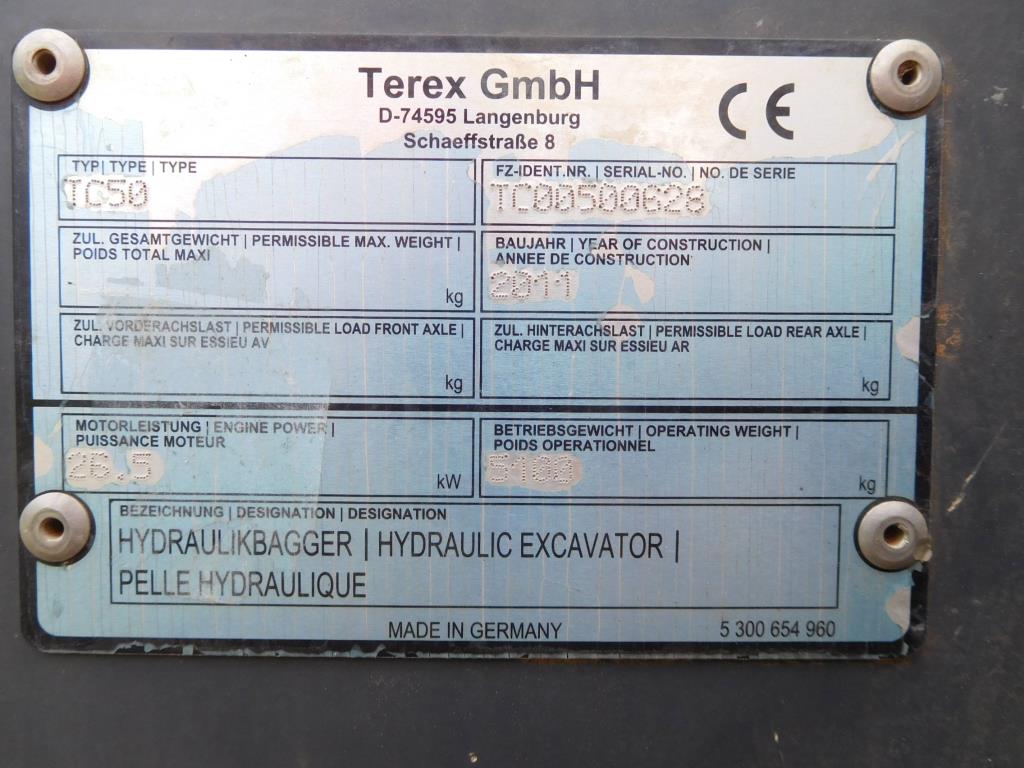 Terex GmbH
D-74595 Langenburg
Schaeffstraße 8
CE
TYP| TYPE | TYPE
TC50
FZ-IDENT.NR. | SERIAL-NO. | NO. DE SERIE
TC00500628
ZUL. GESAMTGEWICHT | PERMISSIBLE MAX. WEIGHT |
POIDS TOTAL MAXI
kg
BAUJAHR | YEAR OF CONSTRUCTION |
ANNEE DE CONSTRUCTION
2011
ZUL. VORDERACHSLAST | PERMISSIBLE LOAD FRONT AXLE |
CHARGE MAXI SUR ESSIEU AV
kg
ZUL. HINTERACHSLAST | PERMISSIBLE LOAD REAR AXLE |
CHARGE MAXI SUR ESSIEU AR
kg
MOTORLEISTUNG | ENGINE POWER |
PUISSANCE MOTEUR
28.5
kW
BETRIEBSGEWICHT | OPERATING WEIGHT |
POIDS OPERATIONNEL
5100
kg
BEZEICHNUNG | DESIGNATION | DESIGNATION
HYDRAULIKBAGGER | HYDRAULIC EXCAVATOR |
PELLE HYDRAULIQUE
MADE IN GERMANY
5 300 654 960